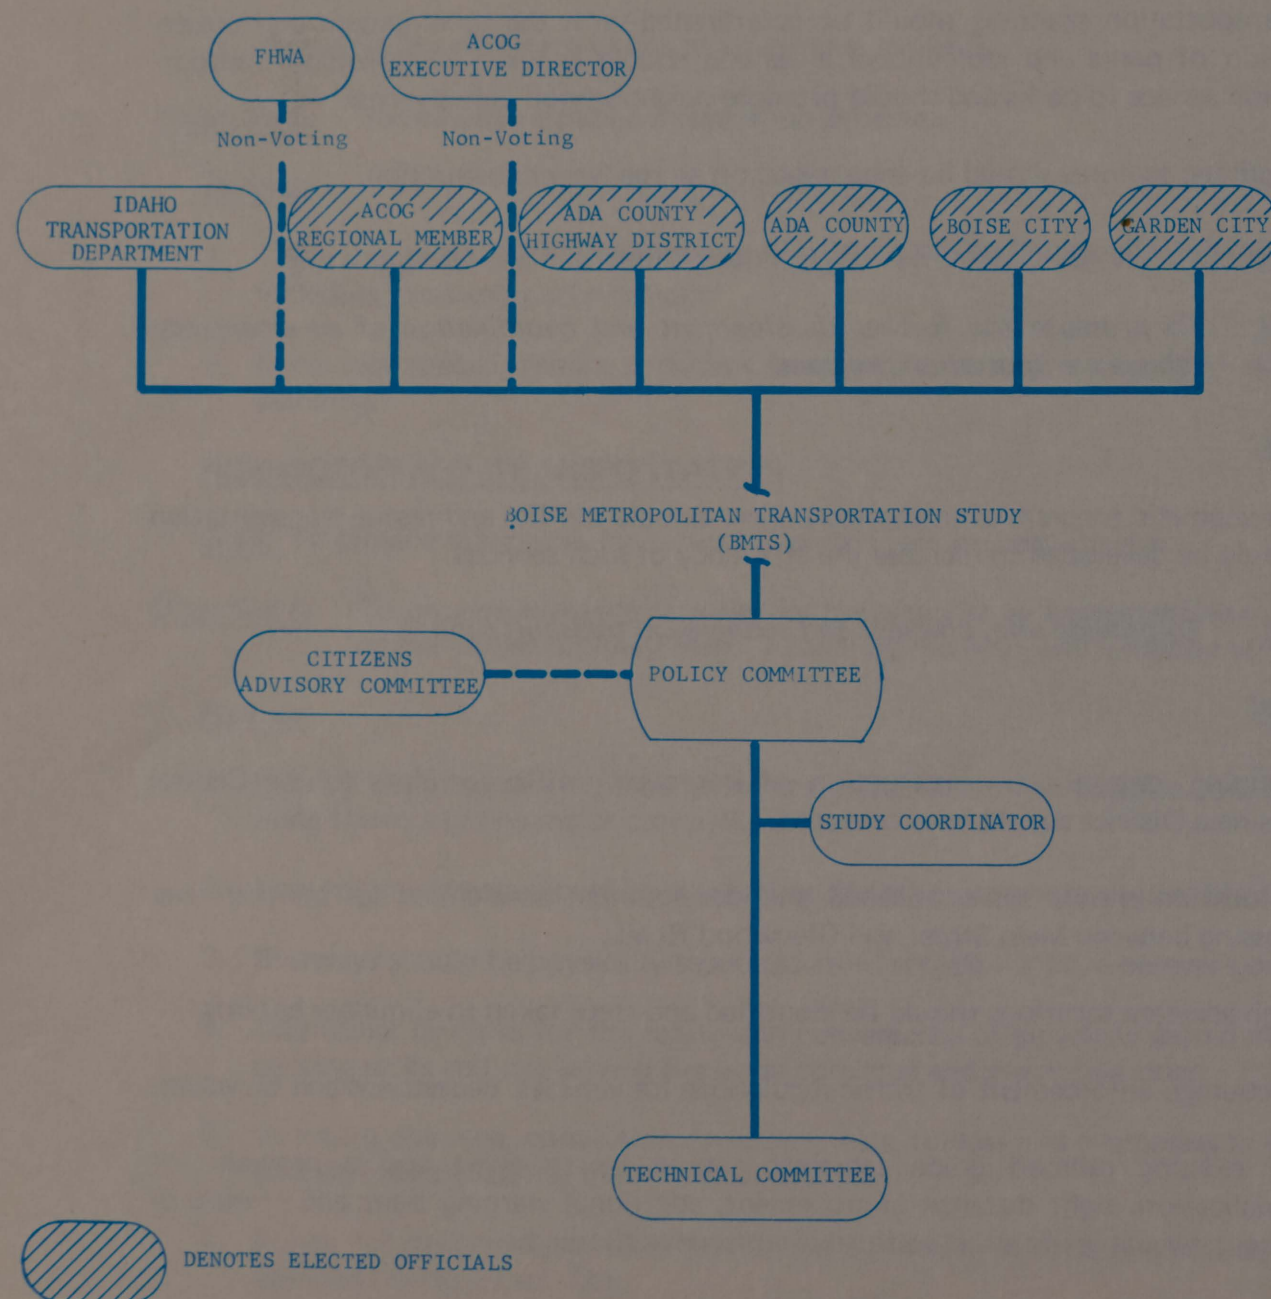 FHWA
ACOG
EXECUTIVE DIRECTOR
Non-Voting
Non-Voting
IDAHO
TRANSPORTATION
DEPARTMENT
ACOG
REGIONAL MEMBER
ADA COUNTY
HIGHWAY DISTRICT
ADA COUNTY
BOISE CITY
GARDEN CITY
BOISE METROPOLITAN TRANSPORTATION STUDY
(BMTS)
CITIZENS
ADVISORY COMMITTEE
POLICY COMMITTEE
STUDY COORDINATOR
TECHNICAL COMMITTEE
DENOTES ELECTED OFFICIALS